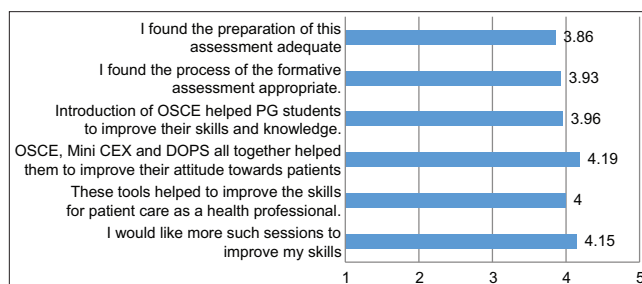 I found the preparation of this
assessment adequate
3.86
I found the process of the formative
assessment appropriate.
3.93
Introduction of OSCE helped PG students
to improve their skills and knowledge.
3.96
OSCE, Mini CEX and DOPS all together helped
them to improve their attitude towards patients
4.19
These tools helped to improve the skills
for patient care as a health professional.
4
I would like more such sessions to
improve my skills
4.15
1 2 3 4 5